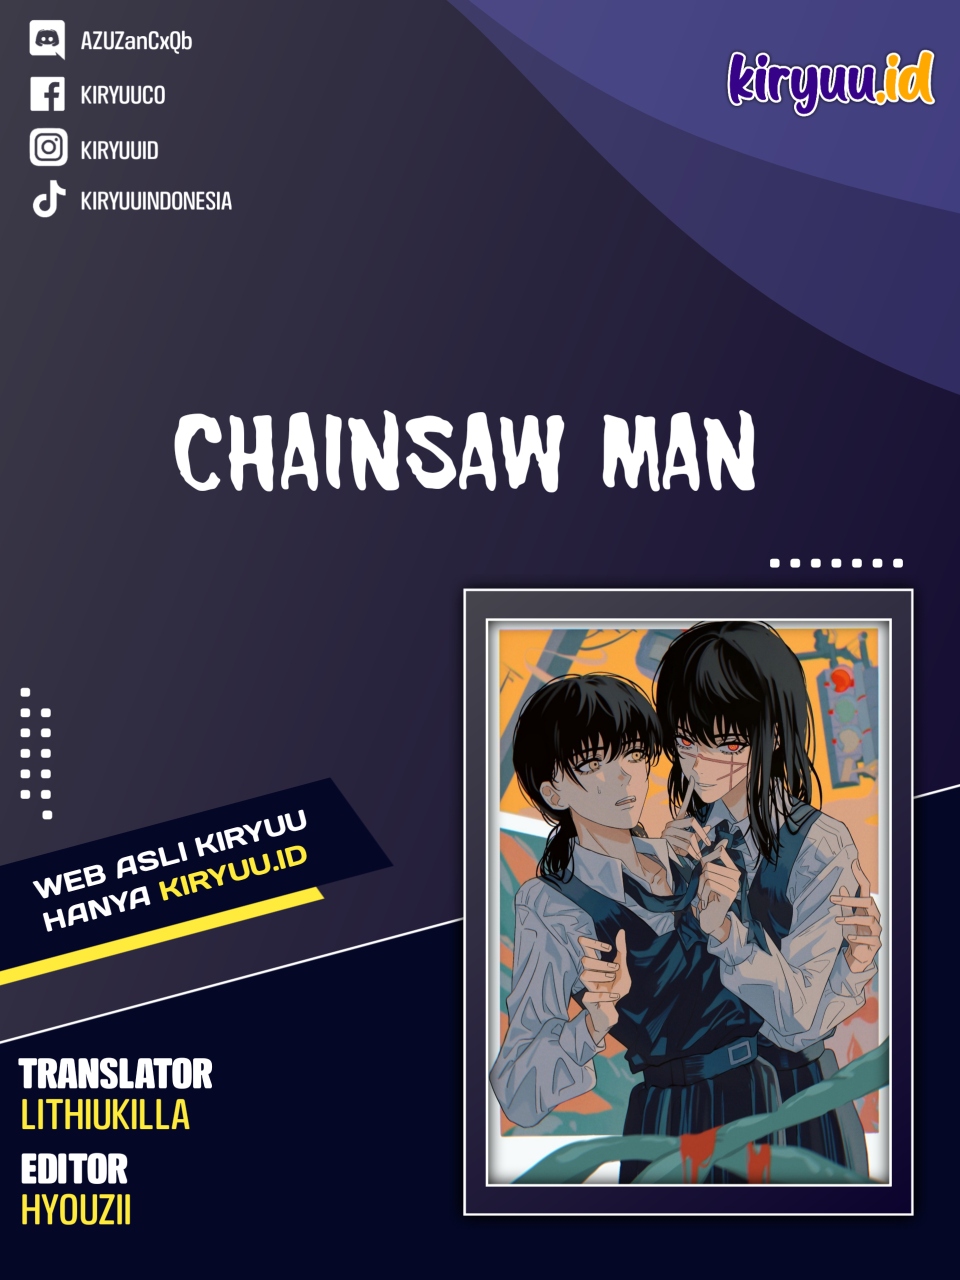 AZUZanCxQb
KIRYUUCO
KIRYUUID
KIRYUUINDONESIA
kiryuu.id
CHAINSAW MAN
WEB ASLI KIRYUU
HANYA KIRYUU.ID
TRANSLATOR
LITHIUKILLA
EDITOR
HYOUZII